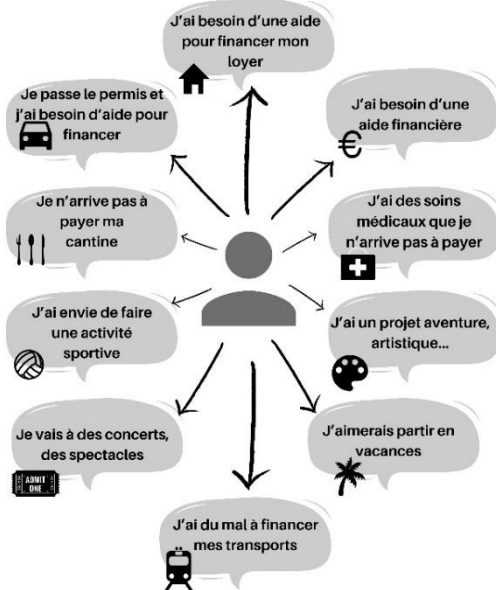 J'ai besoin d'une aide
pour financer mon
loyer
Je passe le permis et
j'ai besoin d'aide pour
financer
J'ai besoin d'une
aide financière
€
Je n'arrive pas à
payer ma
cantine
J'ai des soins
médicaux que je
n'arrive pas à payer
J'ai envie de faire
une activité
sportive
J'ai un projet aventure,
artistique...
Je vais à des concerts,
des spectacles
ADMIT
ONE
J'aimerais partir en
vacances
J'ai du mal à financer
mes transports